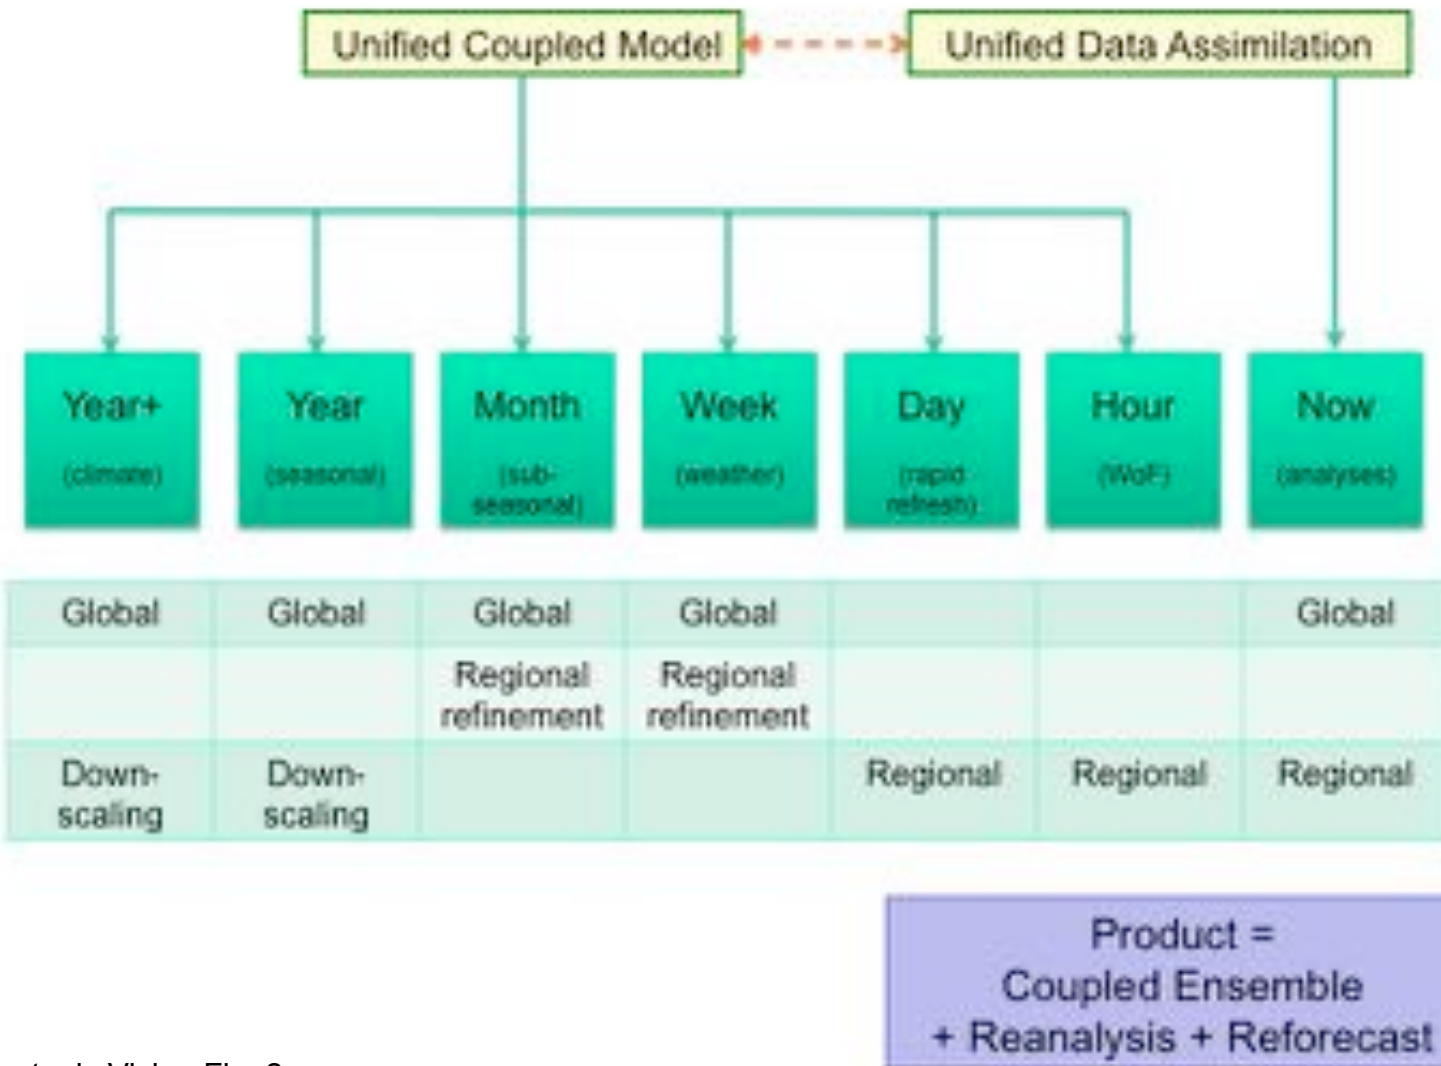 Unified Coupled Model
Unified Data Assimilation
Year+
(climate)
Year
(seasonal)
Month
(sub-
seasonal)
Week
(weather)
Day
(rapid
refresh)
Hour
(WoF)
Now
(analyses)
Global Global Global Global Global
Regional
refinement
Regional
refinement
Down-
scaling
Down-
scaling
Regional Regional Regional
Product =
Coupled Ensemble
+ Reanalysis + Reforecast